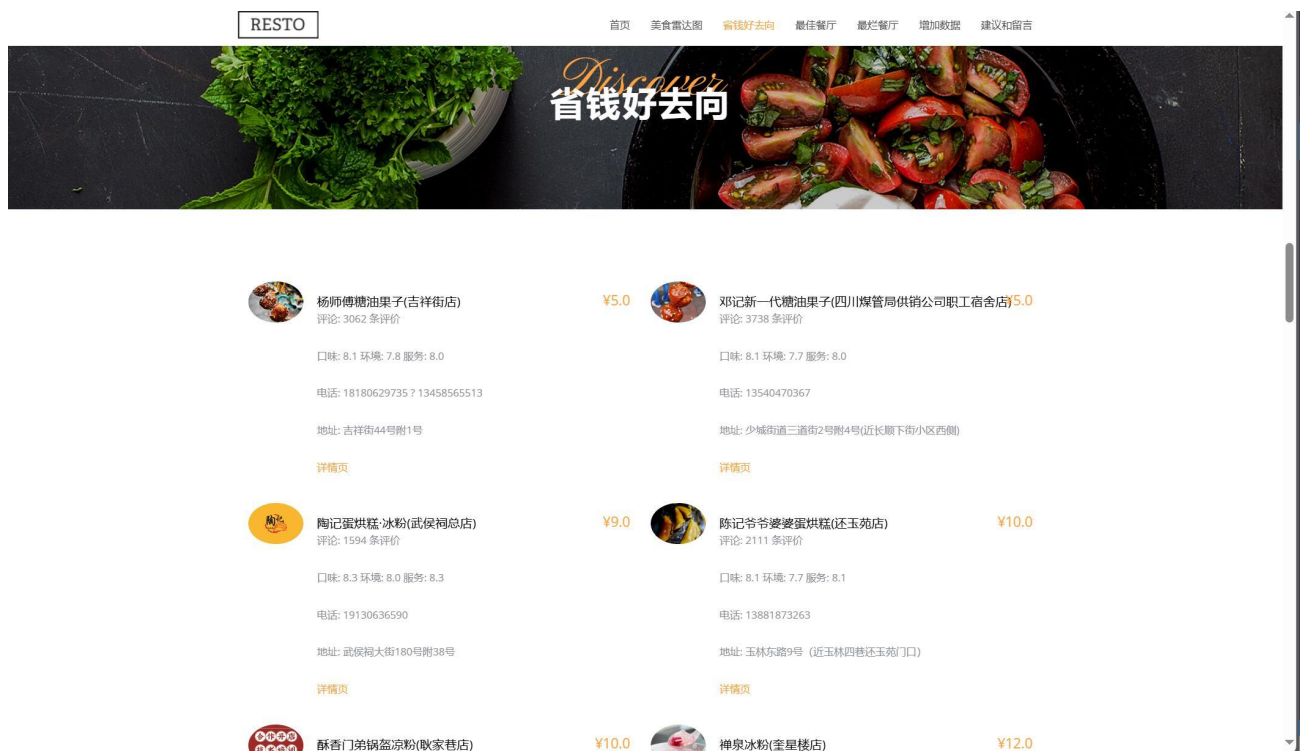 RESTO
首页 美食雷达图 省钱好去向 最佳餐厅 最烂餐厅 增加数据 建议和留言
Discover
省钱好去向
杨师傅糖油果子(吉祥街店) ¥5.0
评论: 3062 条评价
口味: 8.1 环境: 7.8 服务: 8.0
电话: 18180629735 ? 13458565513
地址: 吉祥街44号附1号
详情页
邓记新一代糖油果子(四川煤管局供销公司职工宿舍店) ¥5.0
评论: 3738 条评价
口味: 8.1 环境: 7.7 服务: 8.0
电话: 13540470367
地址: 少城街道三道街2号附4号(近长顺下街小区西侧)
详情页
陶记
陶记蛋烘糕·冰粉(武侯祠总店) ¥9.0
评论: 1594 条评价
口味: 8.3 环境: 8.0 服务: 8.3
电话: 19130636590
地址: 武侯祠大街180号附38号
详情页
陈记爷爷婆婆蛋烘糕(还玉苑店) ¥10.0
评论: 2111 条评价
口味: 8.1 环境: 7.7 服务: 8.1
电话: 13881873263
地址: 玉林东路9号（近玉林四巷还玉苑门口）
详情页
酥香门弟锅盔凉粉(耿家巷店) ¥10.0
禅泉冰粉(奎星楼店) ¥12.0